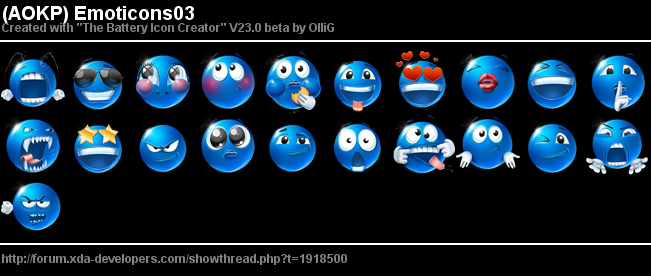 (AOKP) Emoticons03
Created with "The Battery Icon Creator" V23.0 beta by OlliG
http://forum.xda-developers.com/showthread.php?t=1918500